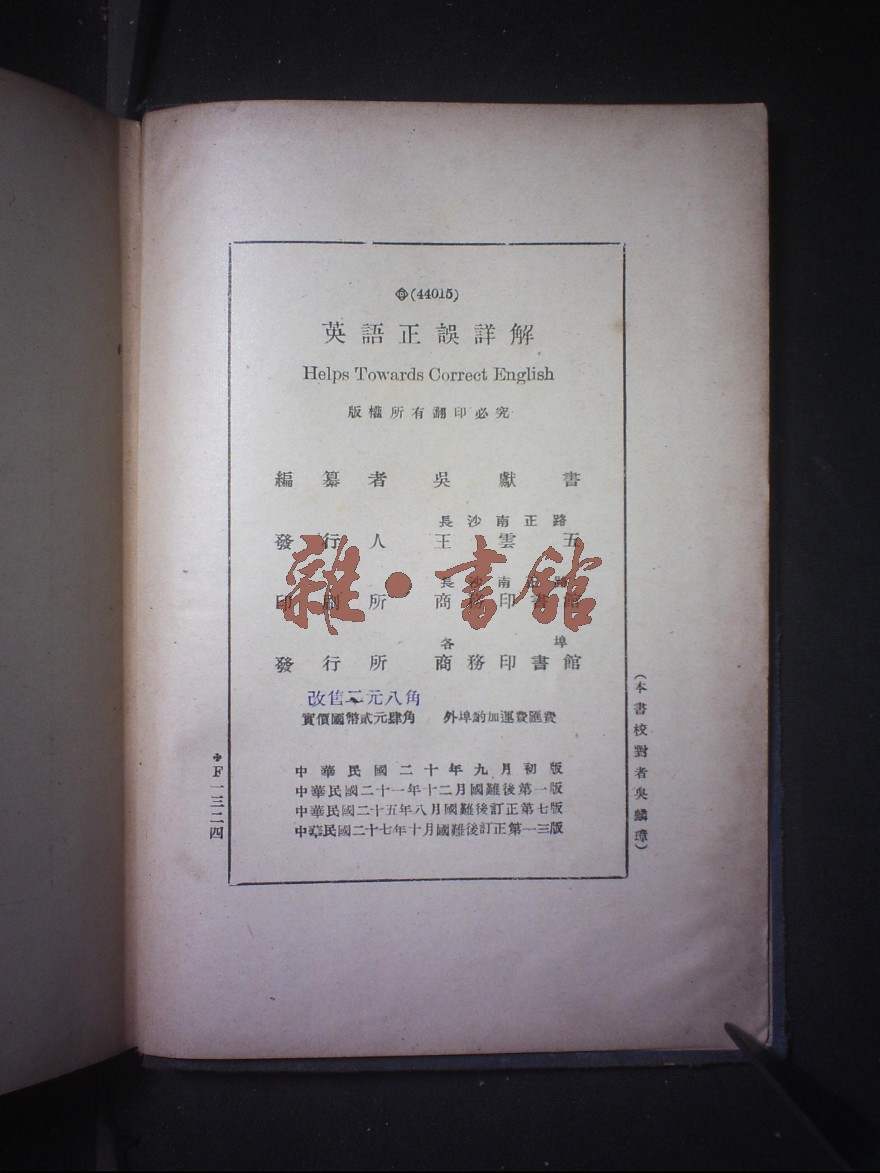 (44015)
英語正誤詳解
Helps Towards Correct English
版權所有翻印必究
編纂者 吳獻書
長沙南正路
發行人 王雲五
長沙南正路
印刷所 商務印書館
各埠
發行所 商務印書館
改售二元八角
實價國幣貳元肆角 外埠酌加運費匯費
中華民國二十年九月初版
中華民國二十一年十二月國難後第一版
中華民國二十五年八月國難後訂正第七版
中華民國二十七年十月國難後訂正第一三版
(本書校對者吳麟璋)
F一三二四
雜·書館